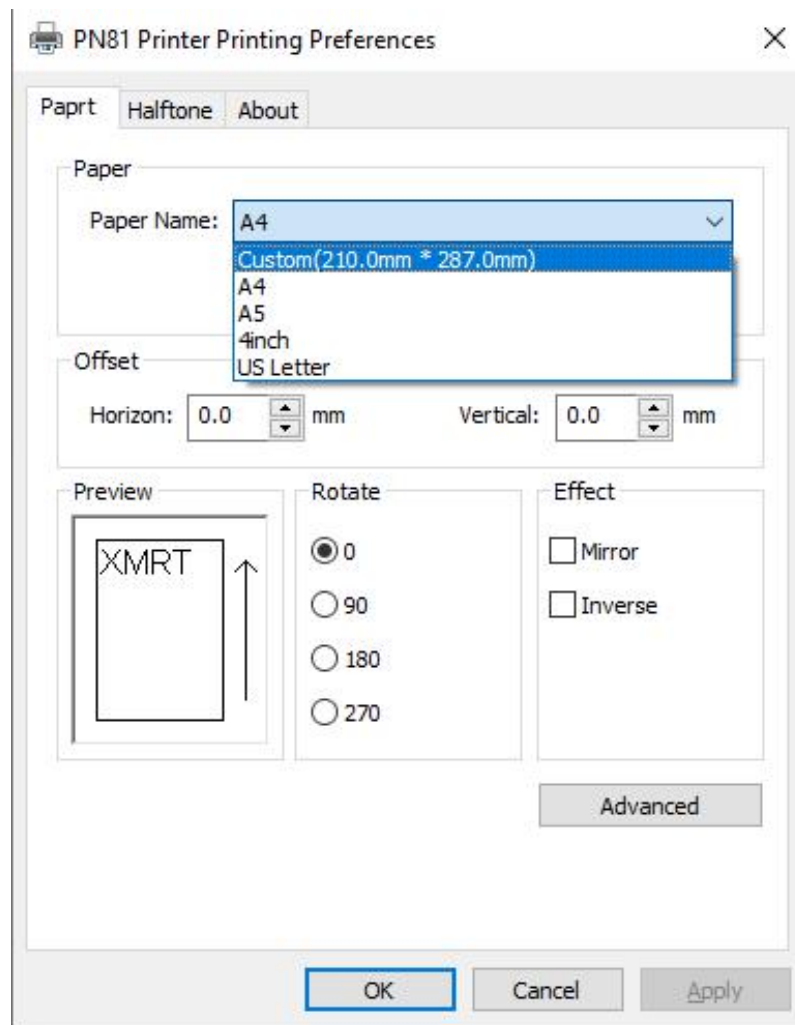 PN81 Printer Printing Preferences
Paprt Halftone About
Paper
Paper Name: A4
Custom(210.0mm * 287.0mm)
A4
A5
4inch
US Letter
Offset
Horizon: 0.0 mm Vertical: 0.0 mm
Preview Rotate Effect
XMRT 0 Mirror
90 Inverse
180
270
Advanced
OK Cancel Apply